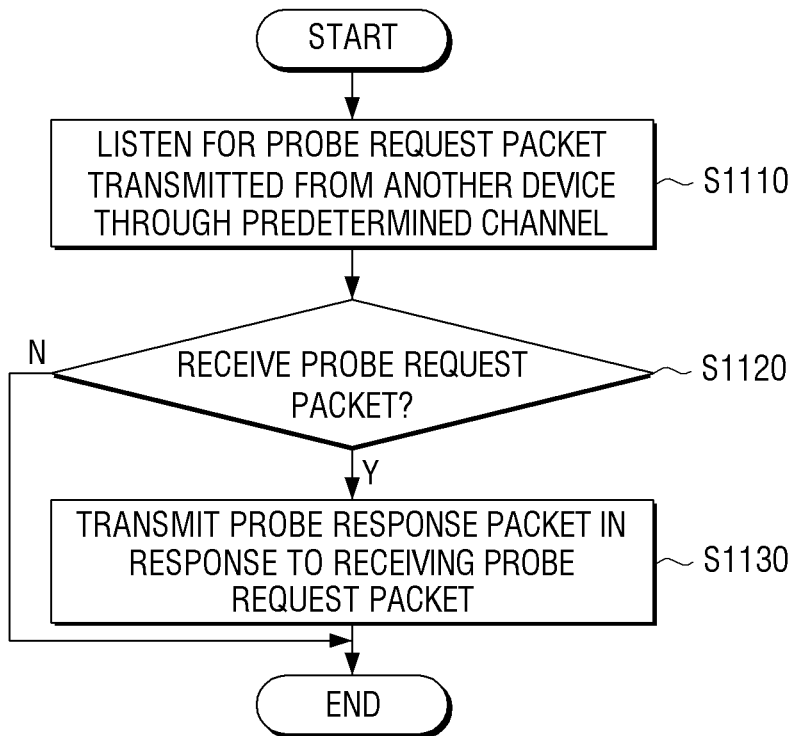 START
LISTEN FOR PROBE REQUEST PACKET
TRANSMITTED FROM ANOTHER DEVICE
THROUGH PREDETERMINED CHANNEL
S1110
N
RECEIVE PROBE REQUEST
PACKET?
S1120
Y
TRANSMIT PROBE RESPONSE PACKET IN
RESPONSE TO RECEIVING PROBE
REQUEST PACKET
S1130
END